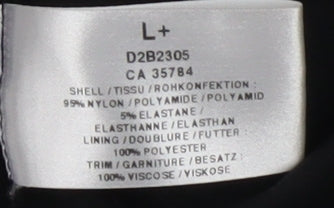 L+
D2B2305
CA 35784
SHELL / TISSU / ROHKONFEKTION :
95% NYLON / POLYAMIDE / POLYAMID
5% ELASTANE /
ELASTHANNE / ELASTHAN
LINING / DOUBLURE / FUTTER :
100% POLYESTER
TRIM / GARNITURE / BESATZ :
100% VISCOSE / VISKOSE